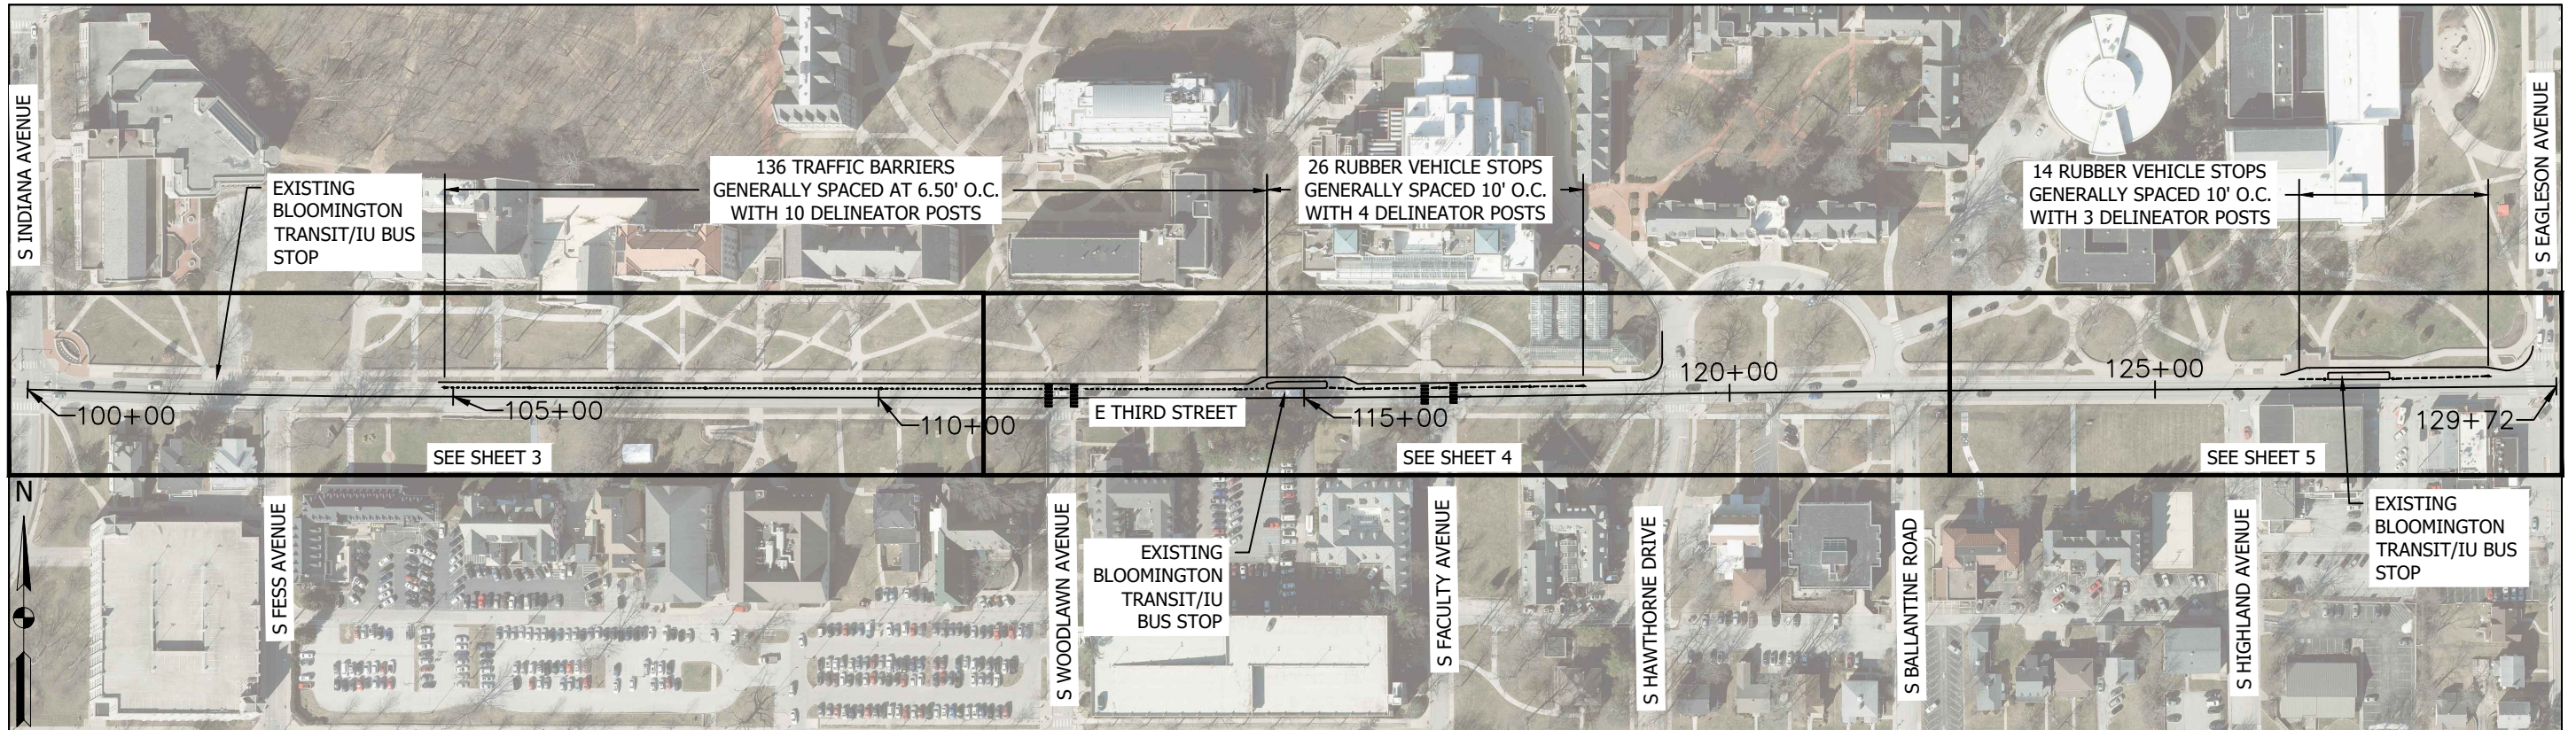 S INDIANA AVENUE
EXISTING
BLOOMINGTON
TRANSIT/IU BUS
STOP
136 TRAFFIC BARRIERS
GENERALLY SPACED AT 6.50' O.C.
WITH 10 DELINEATOR POSTS
26 RUBBER VEHICLE STOPS
GENERALLY SPACED 10' O.C.
WITH 4 DELINEATOR POSTS
14 RUBBER VEHICLE STOPS
GENERALLY SPACED 10' O.C.
WITH 3 DELINEATOR POSTS
S EAGLESON AVENUE
100+00
105+00
110+00
E THIRD STREET
115+00
120+00
125+00
129+72
SEE SHEET 3
SEE SHEET 4
SEE SHEET 5
N
S FESS AVENUE
S WOODLAWN AVENUE
EXISTING
BLOOMINGTON
TRANSIT/IU
BUS STOP
S FACULTY AVENUE
S HAWTHORNE DRIVE
S BALLANTINE ROAD
S HIGHLAND AVENUE
EXISTING
BLOOMINGTON
TRANSIT/IU BUS
STOP